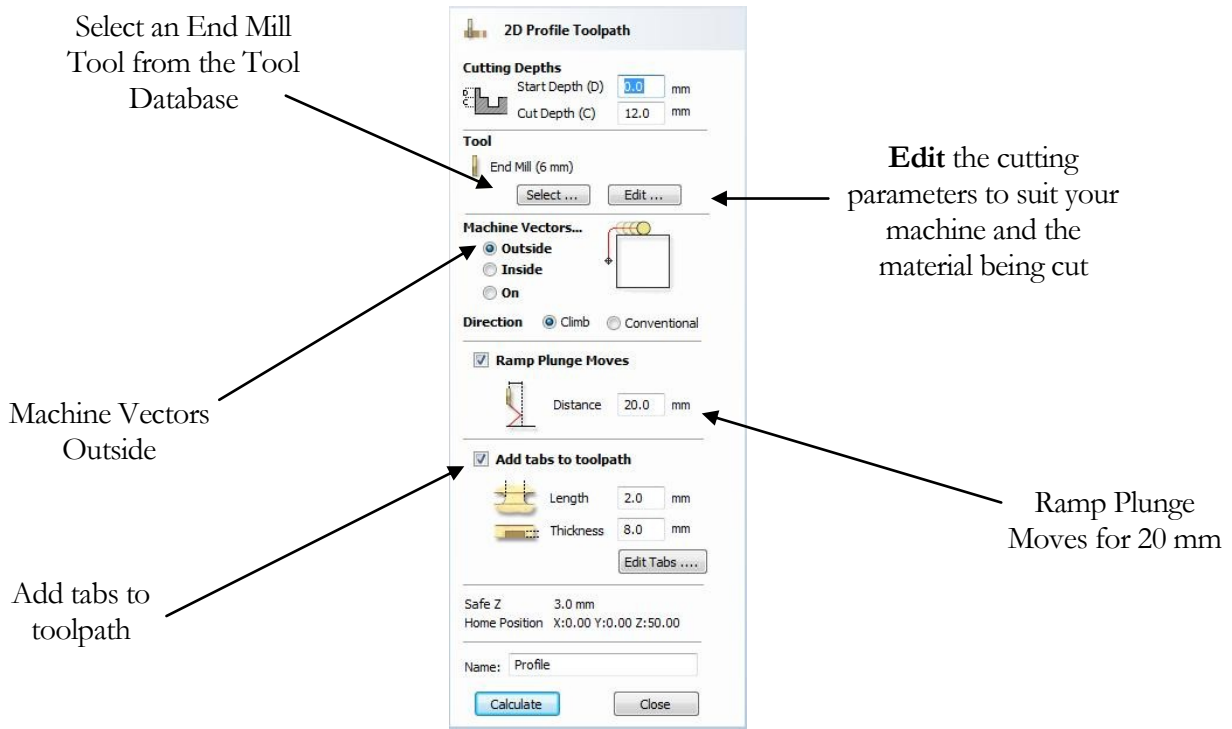 Select an End Mill
Tool from the Tool
Database
2D Profile Toolpath
Cutting Depths
D
C
Start Depth (D) 0.0 mm
Cut Depth (C) 12.0 mm
Tool
End Mill (6 mm)
Select ... Edit ...
Edit the cutting
parameters to suit your
machine and the
material being cut
Machine Vectors...
Outside
Inside
On
Direction Climb Conventional
Ramp Plunge Moves
Distance 20.0 mm
Machine Vectors
Outside
Add tabs to toolpath
Length 2.0 mm
Thickness 8.0 mm
Edit Tabs ....
Ramp Plunge
Moves for 20 mm
Add tabs to
toolpath
Safe Z 3.0 mm
Home Position X:0.00 Y:0.00 Z:50.00
Name: Profile
Calculate Close